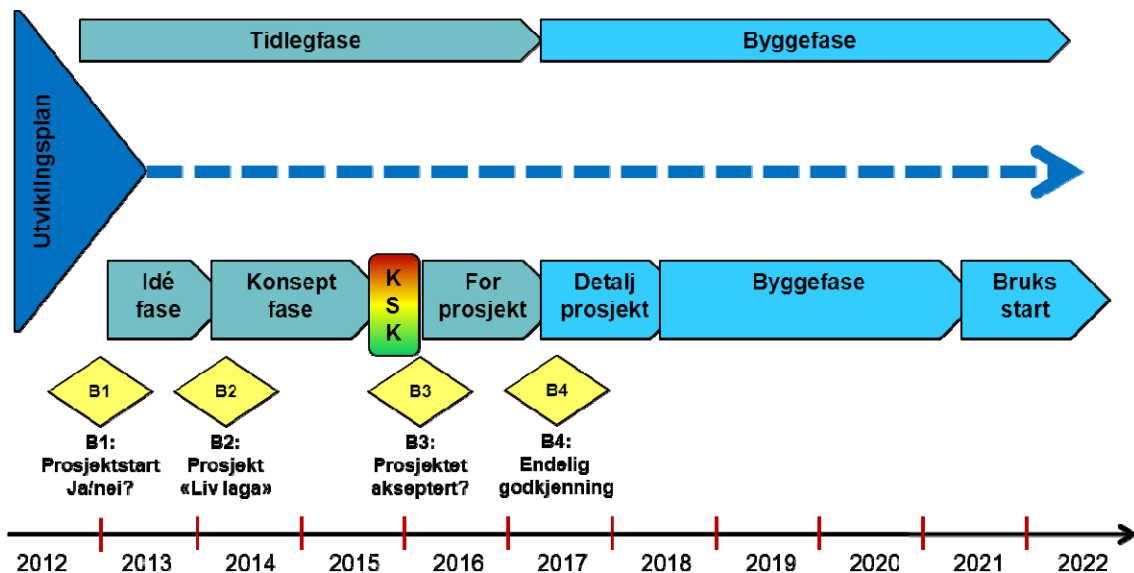 Tidlegfase
Byggefase
Utviklingsplan
Idé
fase
Konsept
fase
K
S
K
For
prosjekt
Detalj
prosjekt
Byggefase
Bruks
start
B1
B2
B3
B4
B1:
Prosjektstart
Ja/nei?
B2:
Prosjekt
«Liv laga»
B3:
Prosjektet
akseptert?
B4:
Endelig
godkjenning
2012
2013
2014
2015
2016
2017
2018
2019
2020
2021
2022